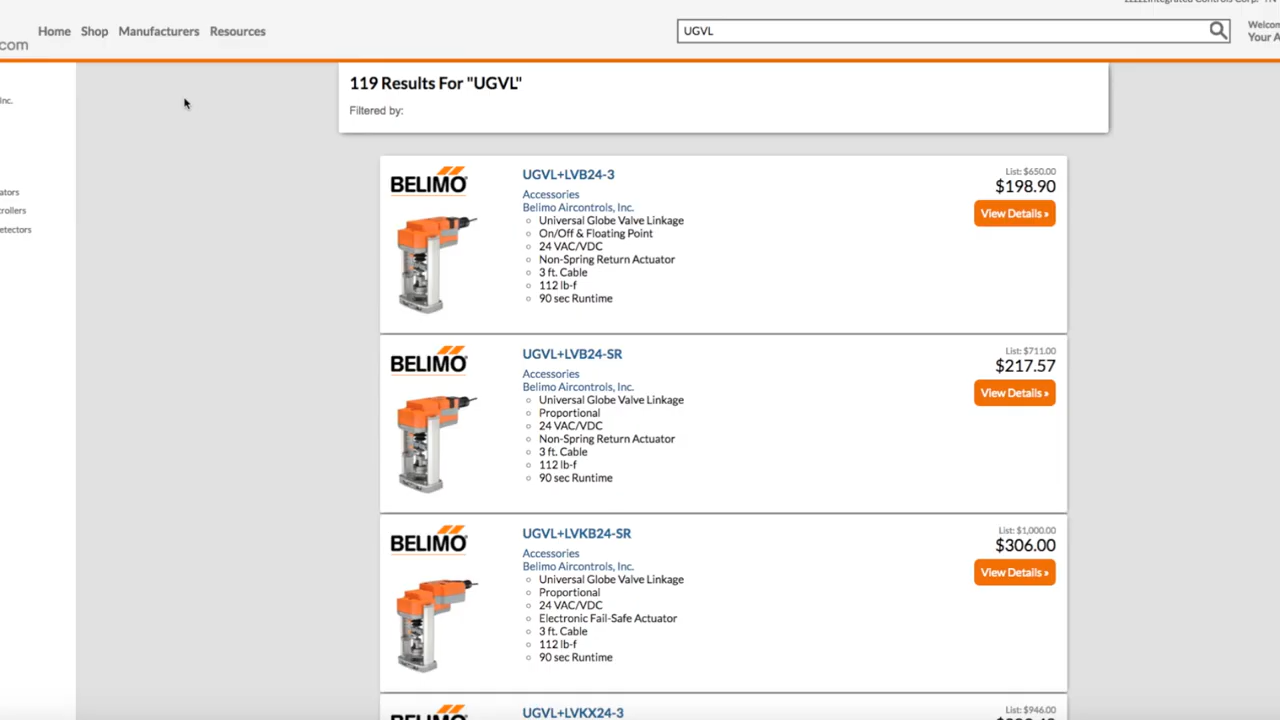 Integrated Controls Corp. - TN
Home Shop Manufacturers Resources
UGVL
Your A
.com
119 Results For "UGVL"
Filtered by:
Inc.
BELIMO
UGVL+LVB24-3
Accessories
Belimo Aircontrols, Inc.
Universal Globe Valve Linkage
On/Off & Floating Point
24 VAC/VDC
Non-Spring Return Actuator
3 ft. Cable
112 lb-f
90 sec Runtime
List: $650.00
$198.90
View Details »
ators
trollers
etectors
BELIMO
UGVL+LVB24-SR
Accessories
Belimo Aircontrols, Inc.
Universal Globe Valve Linkage
Proportional
24 VAC/VDC
Non-Spring Return Actuator
3 ft. Cable
112 lb-f
90 sec Runtime
List: $711.00
$217.57
View Details »
BELIMO
UGVL+LVKB24-SR
Accessories
Belimo Aircontrols, Inc.
Universal Globe Valve Linkage
Proportional
24 VAC/VDC
Electronic Fail-Safe Actuator
3 ft. Cable
112 lb-f
90 sec Runtime
List: $1,000.00
$306.00
View Details »
BELIMO
UGVL+LVKX24-3
List: $946.00